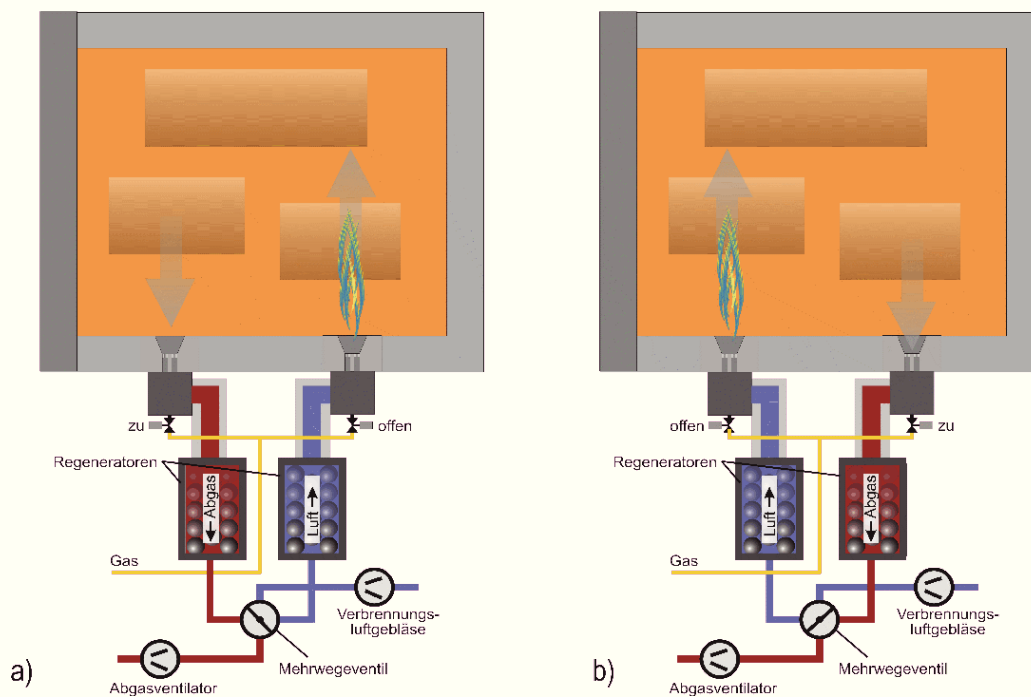 zu
offen
Regeneratoren
Abgas
Luft
Gas
Verbrennungs-
luftgebläse
Mehrwegeventil
a)
Abgasventilator
offen
zu
Regeneratoren
Luft
Abgas
Gas
Verbrennungs-
luftgebläse
Mehrwegeventil
b)
Abgasventilator